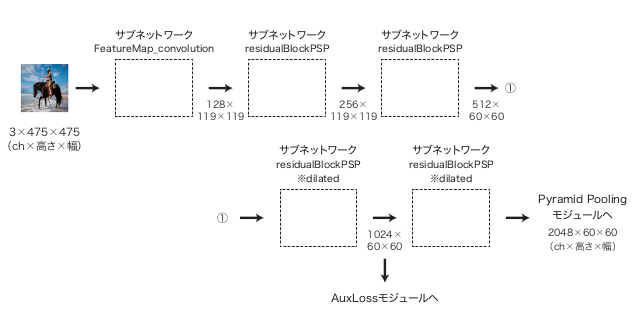 サブネットワーク
FeatureMap_convolution
サブネットワーク
residualBlockPSP
サブネットワーク
residualBlockPSP
3×475×475
（ch×高さ×幅）
128×
119×119
256×
119×119
512×
60×60
①
サブネットワーク
residualBlockPSP
※dilated
サブネットワーク
residualBlockPSP
※dilated
①
1024×
60×60
Pyramid Pooling
モジュールへ
2048×60×60
（ch×高さ×幅）
AuxLossモジュールへ